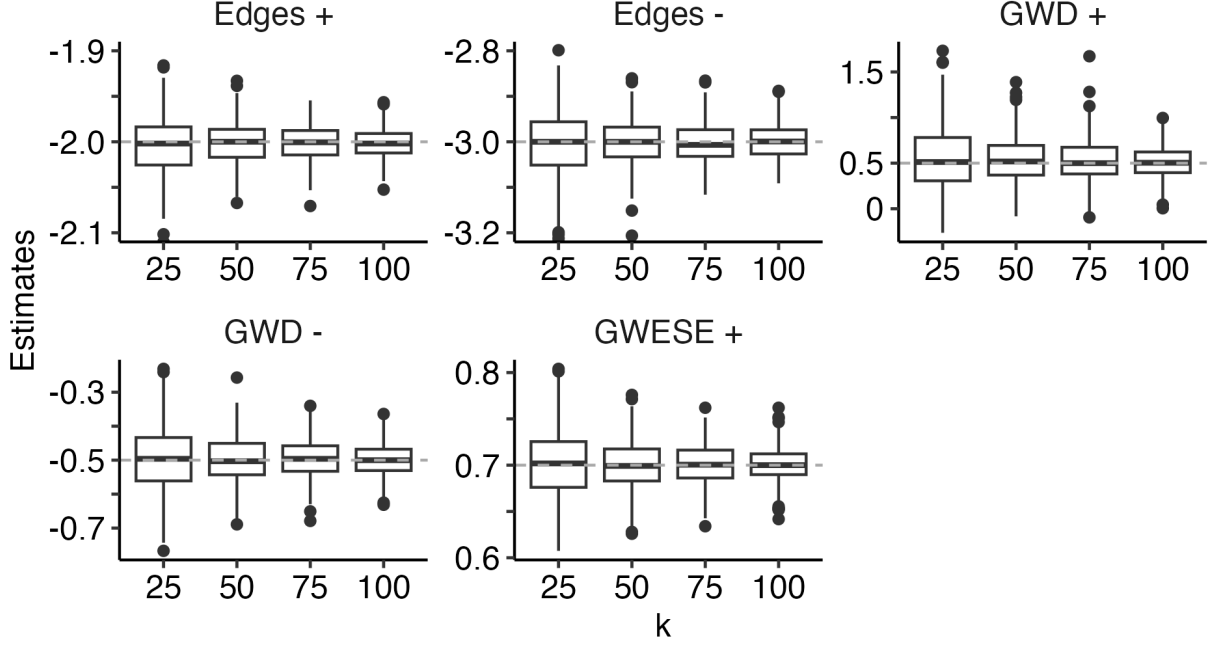 Edges + Edges - GWD +
-1.9 -2.8
1.5
-2.0 -3.0 0.5
0
-2.1 -3.2
25 50 75 100 25 50 75 100 25 50 75 100
Estimates
GWD - GWESE +
-0.3 0.8
-0.5 0.7
-0.7 0.6
25 50 75 100 25 50 75 100
k